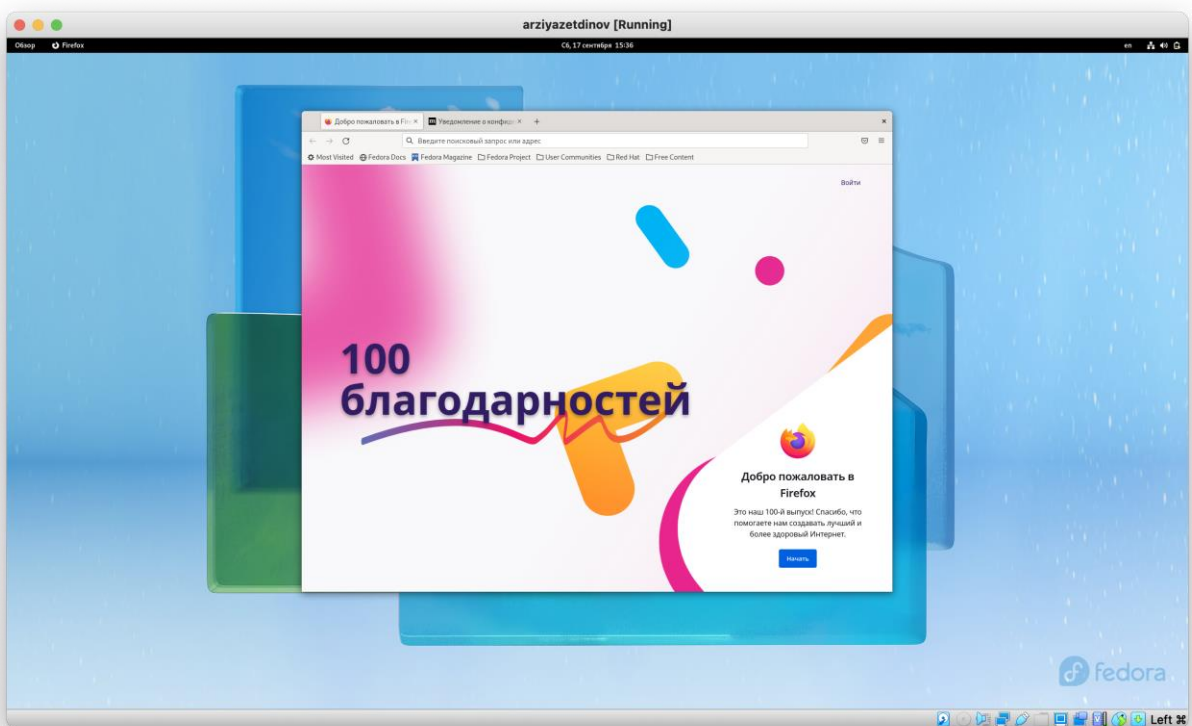 arziyazetdinov [Running]
Обзор Firefox Сб, 17 сентября 15:36 en
Добро пожаловать в Fire × Уведомление о конфиде × +
Введите поисковый запрос или адрес
Most Visited Fedora Docs Fedora Magazine Fedora Project User Communities Red Hat Free Content
Войти
100
благодарностей
Добро пожаловать в
Firefox
Это наш 100-й выпуск! Спасибо, что
помогаете нам создавать лучший и
более здоровый Интернет.
Начать
fedora
Left ⌘